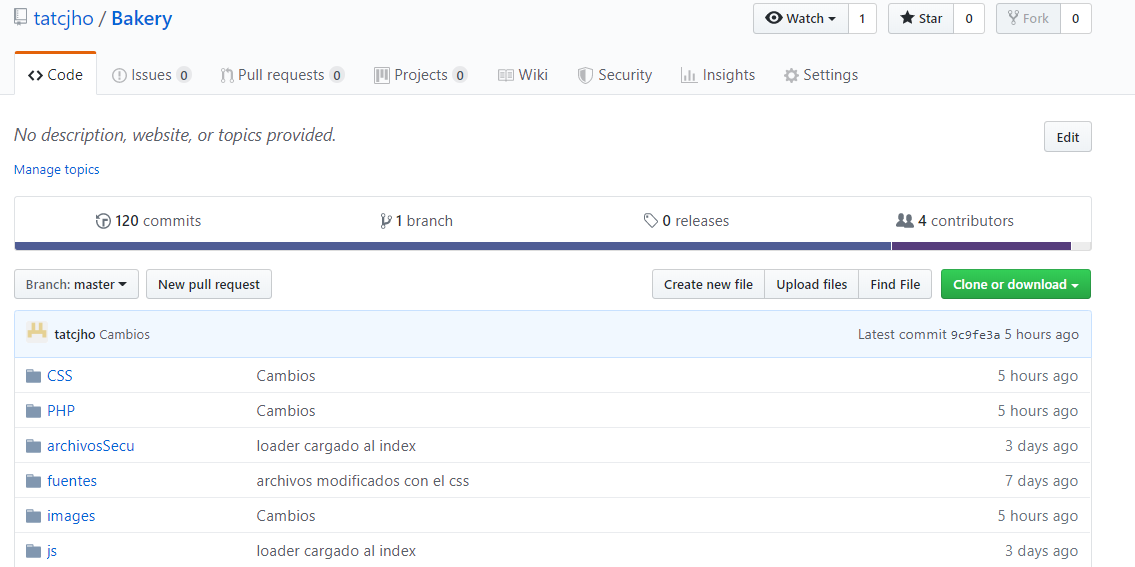 tatcjho / Bakery Watch 1 Star 0 Fork 0
Code Issues 0 Pull requests 0 Projects 0 Wiki Security Insights Settings
No description, website, or topics provided. Edit
Manage topics
120 commits 1 branch 0 releases 4 contributors
Branch: master New pull request Create new file Upload files Find File Clone or download
tatcjho Cambios Latest commit 9c9fe3a 5 hours ago
CSS Cambios 5 hours ago
PHP Cambios 5 hours ago
archivosSecu loader cargado al index 3 days ago
fuentes archivos modificados con el css 7 days ago
images Cambios 5 hours ago
js loader cargado al index 3 days ago